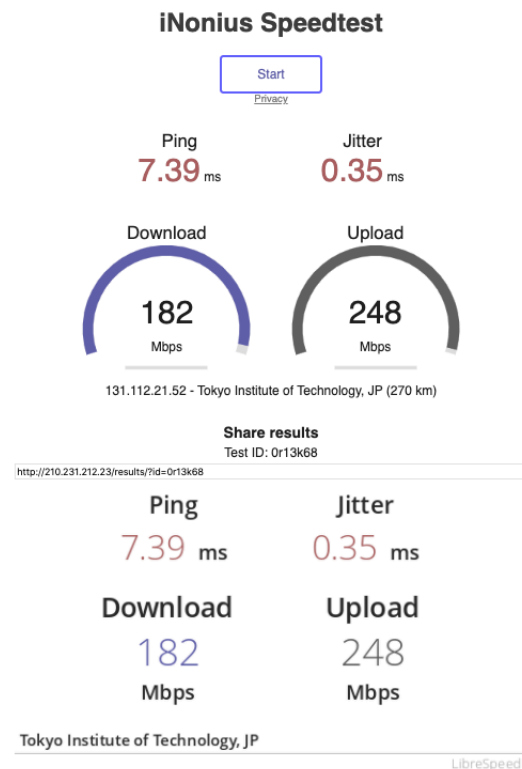 iNonius Speedtest
Start
Privacy
Ping Jitter
7.39 ms 0.35 ms
Download Upload
182 248
Mbps Mbps
131.112.21.52 - Tokyo Institute of Technology, JP (270 km)
Share results
Test ID: 0r13k68
http://210.231.212.23/results/?id=0r13k68
Ping Jitter
7.39 ms 0.35 ms
Download Upload
182 248
Mbps Mbps
Tokyo Institute of Technology, JP
LibreSpeed